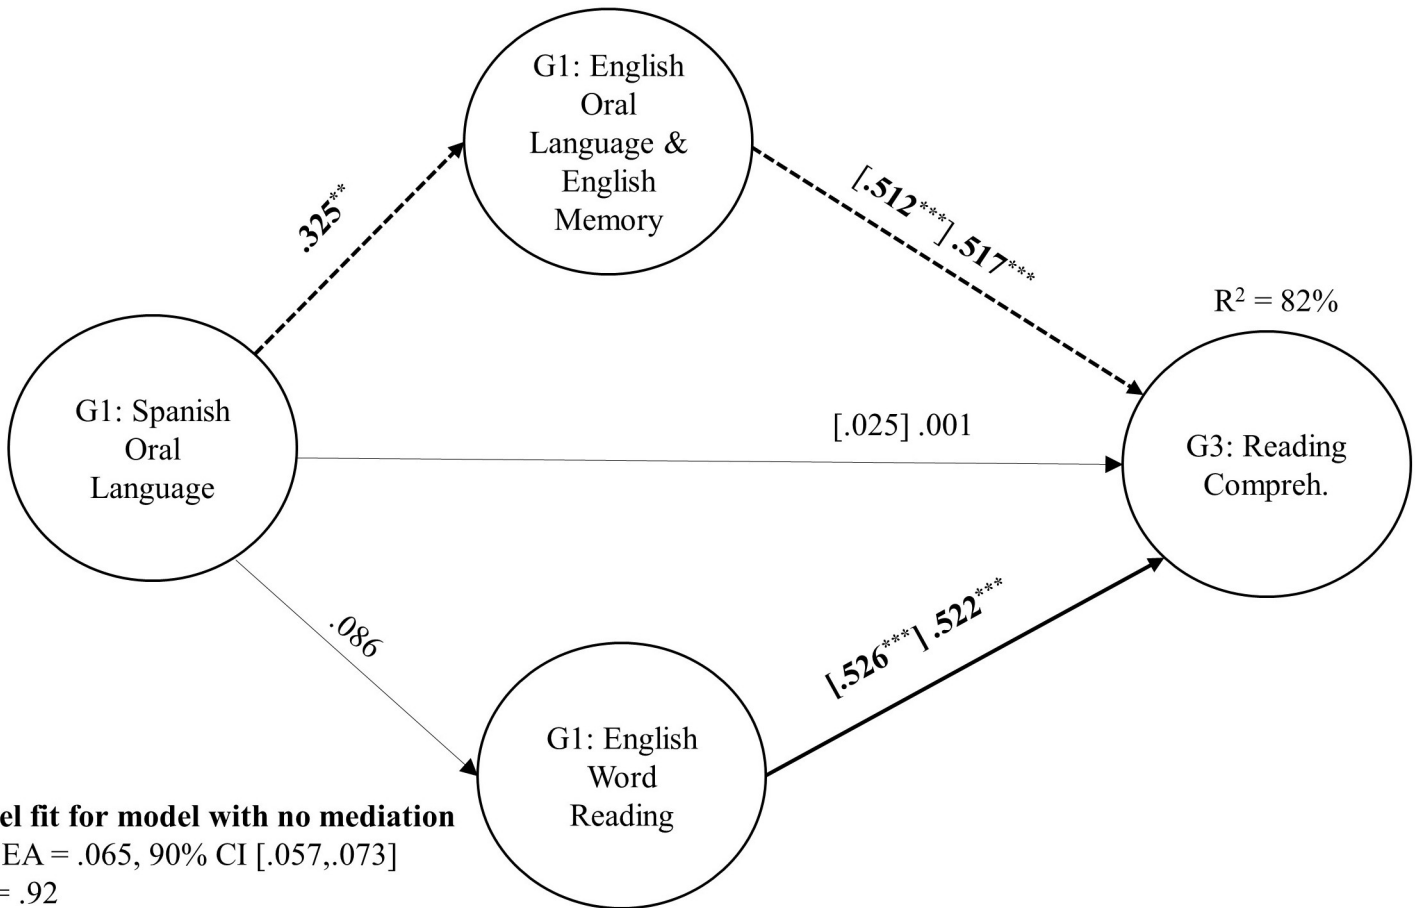 G1: English
Oral
Language &
English
Memory
.325**
[.512***] .517***
R² = 82%
G1: Spanish
Oral
Language
[.025] .001
G3: Reading
Compreh.
.086
[.526***] .522***
G1: English
Word
Reading
el fit for model with no mediation
EA = .065, 90% CI [.057,.073]
= .92